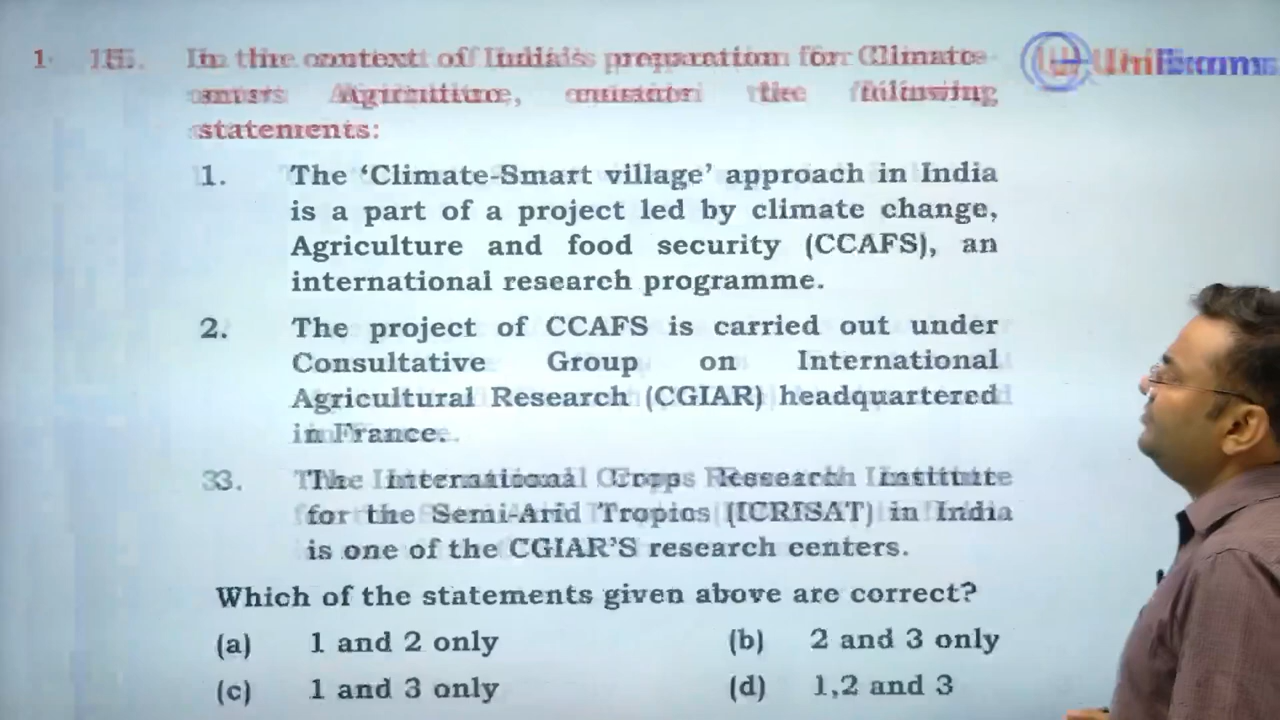 In the context of India's preparation for Climate-
smart Agriculture, consider the following
statements:
1. The 'Climate-Smart village' approach in India
is a part of a project led by climate change,
Agriculture and food security (CCAFS), an
international research programme.
2. The project of CCAFS is carried out under
Consultative Group on International
Agricultural Research (CGIAR) headquartered
in France.
3. The International Crops Research Institute
for the Semi-Arid Tropics (ICRISAT) in India
is one of the CGIAR'S research centers.
Which of the statements given above are correct?
(a) 1 and 2 only
(b) 2 and 3 only
(c) 1 and 3 only
(d) 1,2 and 3